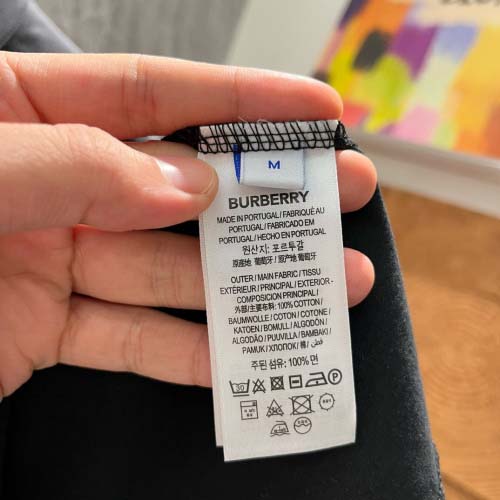 M
BURBERRY
MADE IN PORTUGAL / FABRIQUÉ AU
PORTUGAL / FABRICADO EM
PORTUGAL / HECHO EN PORTUGAL
원산지: 포르투갈
原産地 葡萄牙 / 原产地 葡萄牙
OUTER / MAIN FABRIC / TISSU
EXTÉRIEUR / PRINCIPAL / EXTERIOR -
COMPOSICIÓN PRINCIPAL /
外部/主要布料: 100% COTTON /
BAUMWOLLE / COTON / COTONE /
KATOEN / BOMULL / ALGODÓN /
ALGODÃO / PUUVILLA / BAMBAKI /
PAMUK / ХЛОПОК / 棉 / قطن
주된 섬유: 100% 면
30